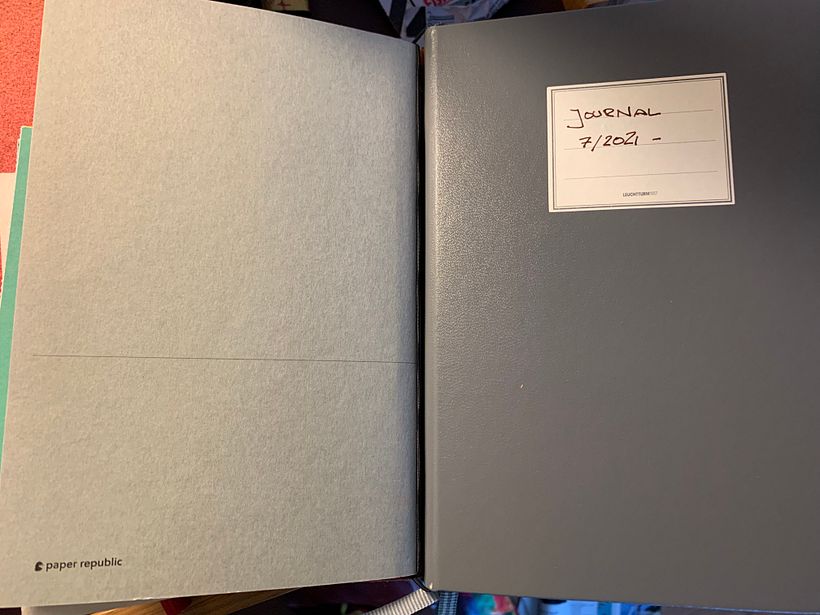 paper republic
JOURNAL
7/2021 -
LEUCHTTURM1917